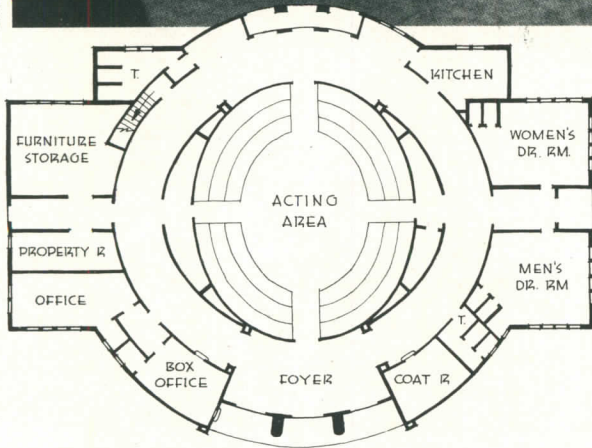 T.
KITCHEN
FURNITURE
STORAGE
WOMEN'S
DR. RM.
ACTING
AREA
PROPERTY R
OFFICE
MEN'S
DR. RM
T.
BOX
OFFICE
FOYER
COAT R